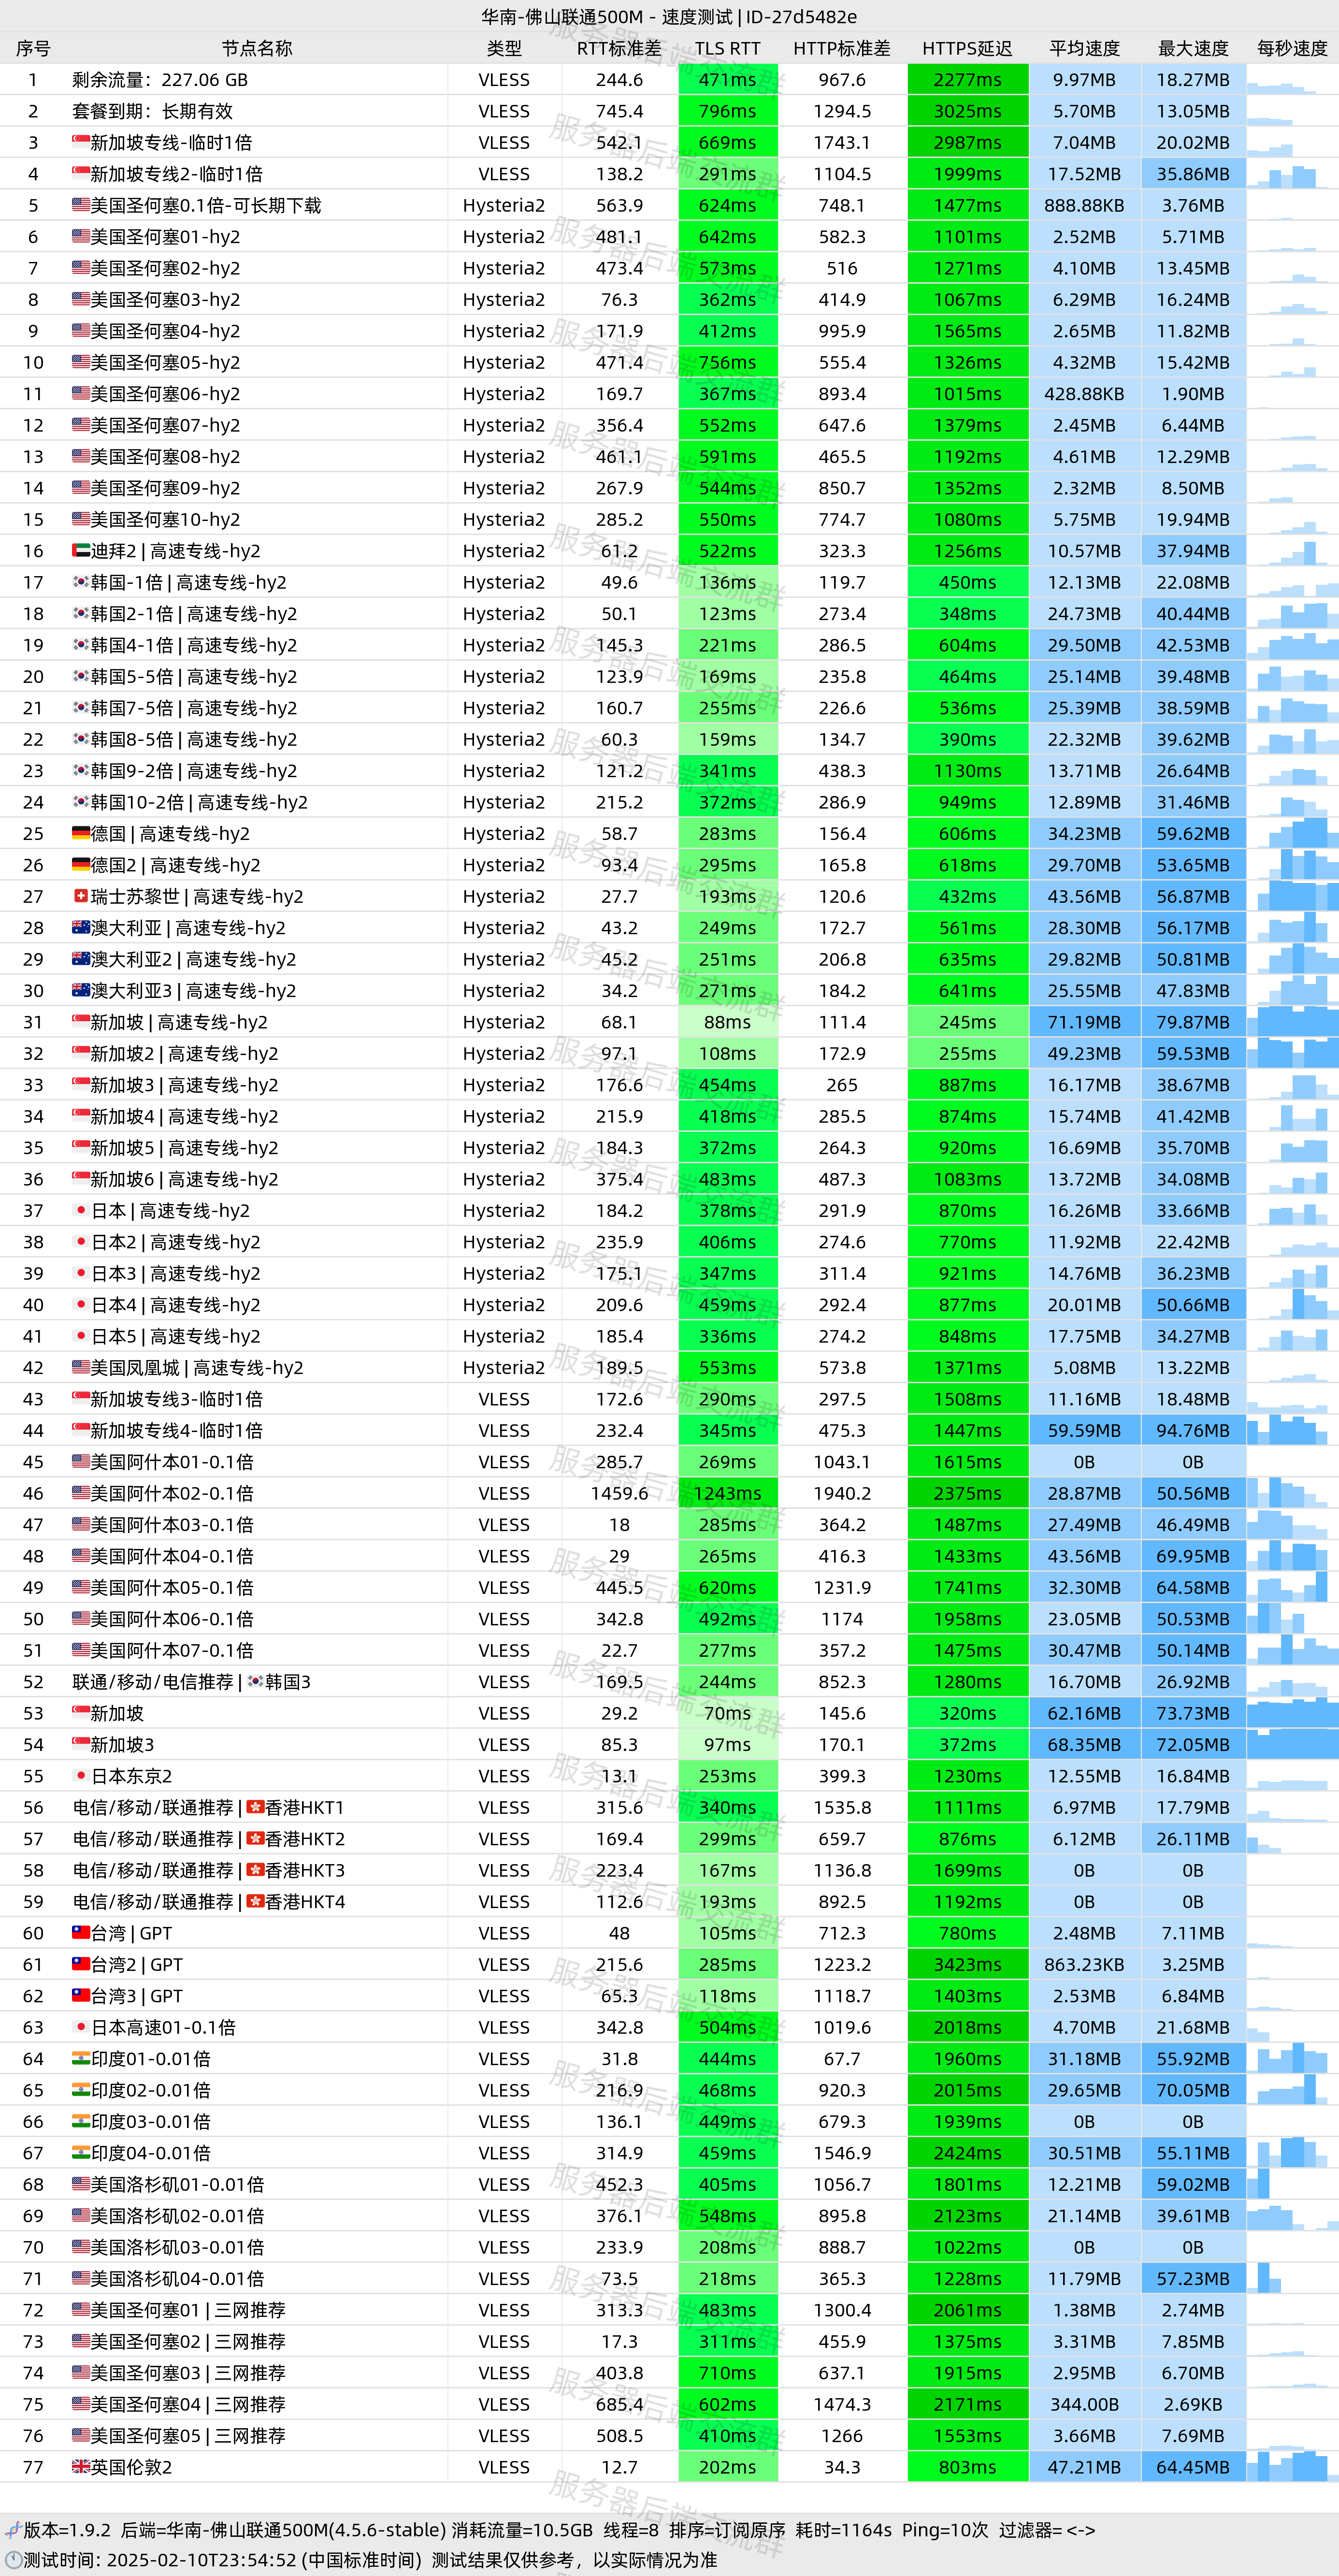 华南-佛山联通500M - 速度测试 | ID-27d5482e
序号 节点名称 类型 RTT标准差 TLS RTT HTTP标准差 HTTPS延迟 平均速度 最大速度 每秒速度
1 剩余流量：227.06 GB VLESS 244.6 471ms 967.6 2277ms 9.97MB 18.27MB
2 套餐到期：长期有效 VLESS 745.4 796ms 1294.5 3025ms 5.70MB 13.05MB
3 🇸🇬新加坡专线-临时1倍 VLESS 542.1 669ms 1743.1 2987ms 7.04MB 20.02MB
4 🇸🇬新加坡专线2-临时1倍 VLESS 138.2 291ms 1104.5 1999ms 17.52MB 35.86MB
5 🇺🇸美国圣何塞0.1倍-可长期下载 Hysteria2 563.9 624ms 748.1 1477ms 888.88KB 3.76MB
6 🇺🇸美国圣何塞01-hy2 Hysteria2 481.1 642ms 582.3 1101ms 2.52MB 5.71MB
7 🇺🇸美国圣何塞02-hy2 Hysteria2 473.4 573ms 516 1271ms 4.10MB 13.45MB
8 🇺🇸美国圣何塞03-hy2 Hysteria2 76.3 362ms 414.9 1067ms 6.29MB 16.24MB
9 🇺🇸美国圣何塞04-hy2 Hysteria2 171.9 412ms 995.9 1565ms 2.65MB 11.82MB
10 🇺🇸美国圣何塞05-hy2 Hysteria2 471.4 756ms 555.4 1326ms 4.32MB 15.42MB
11 🇺🇸美国圣何塞06-hy2 Hysteria2 169.7 367ms 893.4 1015ms 428.88KB 1.90MB
12 🇺🇸美国圣何塞07-hy2 Hysteria2 356.4 552ms 647.6 1379ms 2.45MB 6.44MB
13 🇺🇸美国圣何塞08-hy2 Hysteria2 461.1 591ms 465.5 1192ms 4.61MB 12.29MB
14 🇺🇸美国圣何塞09-hy2 Hysteria2 267.9 544ms 850.7 1352ms 2.32MB 8.50MB
15 🇺🇸美国圣何塞10-hy2 Hysteria2 285.2 550ms 774.7 1080ms 5.75MB 19.94MB
16 🇦🇪迪拜2 | 高速专线-hy2 Hysteria2 61.2 522ms 323.3 1256ms 10.57MB 37.94MB
17 🇰🇷韩国-1倍 | 高速专线-hy2 Hysteria2 49.6 136ms 119.7 450ms 12.13MB 22.08MB
18 🇰🇷韩国2-1倍 | 高速专线-hy2 Hysteria2 50.1 123ms 273.4 348ms 24.73MB 40.44MB
19 🇰🇷韩国4-1倍 | 高速专线-hy2 Hysteria2 145.3 221ms 286.5 604ms 29.50MB 42.53MB
20 🇰🇷韩国5-5倍 | 高速专线-hy2 Hysteria2 123.9 169ms 235.8 464ms 25.14MB 39.48MB
21 🇰🇷韩国7-5倍 | 高速专线-hy2 Hysteria2 160.7 255ms 226.6 536ms 25.39MB 38.59MB
22 🇰🇷韩国8-5倍 | 高速专线-hy2 Hysteria2 60.3 159ms 134.7 390ms 22.32MB 39.62MB
23 🇰🇷韩国9-2倍 | 高速专线-hy2 Hysteria2 121.2 341ms 438.3 1130ms 13.71MB 26.64MB
24 🇰🇷韩国10-2倍 | 高速专线-hy2 Hysteria2 215.2 372ms 286.9 949ms 12.89MB 31.46MB
25 🇩🇪德国 | 高速专线-hy2 Hysteria2 58.7 283ms 156.4 606ms 34.23MB 59.62MB
26 🇩🇪德国2 | 高速专线-hy2 Hysteria2 93.4 295ms 165.8 618ms 29.70MB 53.65MB
27 🇨🇭瑞士苏黎世 | 高速专线-hy2 Hysteria2 27.7 193ms 120.6 432ms 43.56MB 56.87MB
28 🇦🇺澳大利亚 | 高速专线-hy2 Hysteria2 43.2 249ms 172.7 561ms 28.30MB 56.17MB
29 🇦🇺澳大利亚2 | 高速专线-hy2 Hysteria2 45.2 251ms 206.8 635ms 29.82MB 50.81MB
30 🇦🇺澳大利亚3 | 高速专线-hy2 Hysteria2 34.2 271ms 184.2 641ms 25.55MB 47.83MB
31 🇸🇬新加坡 | 高速专线-hy2 Hysteria2 68.1 88ms 111.4 245ms 71.19MB 79.87MB
32 🇸🇬新加坡2 | 高速专线-hy2 Hysteria2 97.1 108ms 172.9 255ms 49.23MB 59.53MB
33 🇸🇬新加坡3 | 高速专线-hy2 Hysteria2 176.6 454ms 265 887ms 16.17MB 38.67MB
34 🇸🇬新加坡4 | 高速专线-hy2 Hysteria2 215.9 418ms 285.5 874ms 15.74MB 41.42MB
35 🇸🇬新加坡5 | 高速专线-hy2 Hysteria2 184.3 372ms 264.3 920ms 16.69MB 35.70MB
36 🇸🇬新加坡6 | 高速专线-hy2 Hysteria2 375.4 483ms 487.3 1083ms 13.72MB 34.08MB
37 🇯🇵日本 | 高速专线-hy2 Hysteria2 184.2 378ms 291.9 870ms 16.26MB 33.66MB
38 🇯🇵日本2 | 高速专线-hy2 Hysteria2 235.9 406ms 274.6 770ms 11.92MB 22.42MB
39 🇯🇵日本3 | 高速专线-hy2 Hysteria2 175.1 347ms 311.4 921ms 14.76MB 36.23MB
40 🇯🇵日本4 | 高速专线-hy2 Hysteria2 209.6 459ms 292.4 877ms 20.01MB 50.66MB
41 🇯🇵日本5 | 高速专线-hy2 Hysteria2 185.4 336ms 274.2 848ms 17.75MB 34.27MB
42 🇺🇸美国凤凰城 | 高速专线-hy2 Hysteria2 189.5 553ms 573.8 1371ms 5.08MB 13.22MB
43 🇸🇬新加坡专线3-临时1倍 VLESS 172.6 290ms 297.5 1508ms 11.16MB 18.48MB
44 🇸🇬新加坡专线4-临时1倍 VLESS 232.4 345ms 475.3 1447ms 59.59MB 94.76MB
45 🇺🇸美国阿什本01-0.1倍 VLESS 285.7 269ms 1043.1 1615ms 0B 0B
46 🇺🇸美国阿什本02-0.1倍 VLESS 1459.6 1243ms 1940.2 2375ms 28.87MB 50.56MB
47 🇺🇸美国阿什本03-0.1倍 VLESS 18 285ms 364.2 1487ms 27.49MB 46.49MB
48 🇺🇸美国阿什本04-0.1倍 VLESS 29 265ms 416.3 1433ms 43.56MB 69.95MB
49 🇺🇸美国阿什本05-0.1倍 VLESS 445.5 620ms 1231.9 1741ms 32.30MB 64.58MB
50 🇺🇸美国阿什本06-0.1倍 VLESS 342.8 492ms 1174 1958ms 23.05MB 50.53MB
51 🇺🇸美国阿什本07-0.1倍 VLESS 22.7 277ms 357.2 1475ms 30.47MB 50.14MB
52 联通/移动/电信推荐 | 🇰🇷韩国3 VLESS 169.5 244ms 852.3 1280ms 16.70MB 26.92MB
53 🇸🇬新加坡 VLESS 29.2 70ms 145.6 320ms 62.16MB 73.73MB
54 🇸🇬新加坡3 VLESS 85.3 97ms 170.1 372ms 68.35MB 72.05MB
55 🇯🇵日本东京2 VLESS 13.1 253ms 399.3 1230ms 12.55MB 16.84MB
56 电信/移动/联通推荐 | 🇭🇰香港HKT1 VLESS 315.6 340ms 1535.8 1111ms 6.97MB 17.79MB
57 电信/移动/联通推荐 | 🇭🇰香港HKT2 VLESS 169.4 299ms 659.7 876ms 6.12MB 26.11MB
58 电信/移动/联通推荐 | 🇭🇰香港HKT3 VLESS 223.4 167ms 1136.8 1699ms 0B 0B
59 电信/移动/联通推荐 | 🇭🇰香港HKT4 VLESS 112.6 193ms 892.5 1192ms 0B 0B
60 🇹🇼台湾 | GPT VLESS 48 105ms 712.3 780ms 2.48MB 7.11MB
61 🇹🇼台湾2 | GPT VLESS 215.6 285ms 1223.2 3423ms 863.23KB 3.25MB
62 🇹🇼台湾3 | GPT VLESS 65.3 118ms 1118.7 1403ms 2.53MB 6.84MB
63 🇯🇵日本高速01-0.1倍 VLESS 342.8 504ms 1019.6 2018ms 4.70MB 21.68MB
64 🇮🇳印度01-0.01倍 VLESS 31.8 444ms 67.7 1960ms 31.18MB 55.92MB
65 🇮🇳印度02-0.01倍 VLESS 216.9 468ms 920.3 2015ms 29.65MB 70.05MB
66 🇮🇳印度03-0.01倍 VLESS 136.1 449ms 679.3 1939ms 0B 0B
67 🇮🇳印度04-0.01倍 VLESS 314.9 459ms 1546.9 2424ms 30.51MB 55.11MB
68 🇺🇸美国洛杉矶01-0.01倍 VLESS 452.3 405ms 1056.7 1801ms 12.21MB 59.02MB
69 🇺🇸美国洛杉矶02-0.01倍 VLESS 376.1 548ms 895.8 2123ms 21.14MB 39.61MB
70 🇺🇸美国洛杉矶03-0.01倍 VLESS 233.9 208ms 888.7 1022ms 0B 0B
71 🇺🇸美国洛杉矶04-0.01倍 VLESS 73.5 218ms 365.3 1228ms 11.79MB 57.23MB
72 🇺🇸美国圣何塞01 | 三网推荐 VLESS 313.3 483ms 1300.4 2061ms 1.38MB 2.74MB
73 🇺🇸美国圣何塞02 | 三网推荐 VLESS 17.3 311ms 455.9 1375ms 3.31MB 7.85MB
74 🇺🇸美国圣何塞03 | 三网推荐 VLESS 403.8 710ms 637.1 1915ms 2.95MB 6.70MB
75 🇺🇸美国圣何塞04 | 三网推荐 VLESS 685.4 602ms 1474.3 2171ms 344.00B 2.69KB
76 🇺🇸美国圣何塞05 | 三网推荐 VLESS 508.5 410ms 1266 1553ms 3.66MB 7.69MB
77 🇬🇧英国伦敦2 VLESS 12.7 202ms 34.3 803ms 47.21MB 64.45MB
版本=1.9.2 后端=华南-佛山联通500M(4.5.6-stable) 消耗流量=10.5GB 线程=8 排序=订阅原序 耗时=1164s Ping=10次 过滤器= <->
测试时间: 2025-02-10T23:54:52 (中国标准时间) 测试结果仅供参考，以实际情况为准
服务器后端交流群